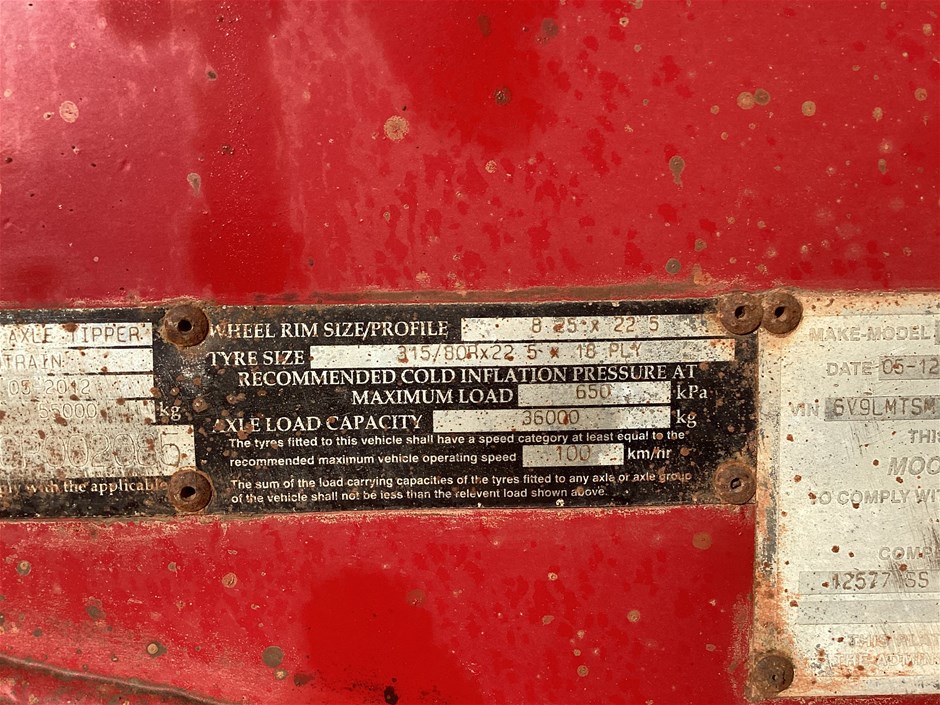 AXLE TIPPER
TRAIN
05 2012
000
kg
with the applicable
WHEEL RIM SIZE/PROFILE 8 25 x 22 5
TYRE SIZE 315/80Rx22 5 x 18 PLY
RECOMMENDED COLD INFLATION PRESSURE AT
MAXIMUM LOAD 650 kPa
AXLE LOAD CAPACITY 36000 kg
The tyres fitted to this vehicle shall have a speed category at least equal to the
recommended maximum vehicle operating speed 100 km/hr
The sum of the load carrying capacities of the tyres fitted to any axle or axle group
of the vehicle shall not be less than the relevent load shown above.
MAKE-MODEL
DATE 05-12
VIN 6V9LMTSM
THIS
MOO
TO COMPLY WIT
COMP
12577 SS